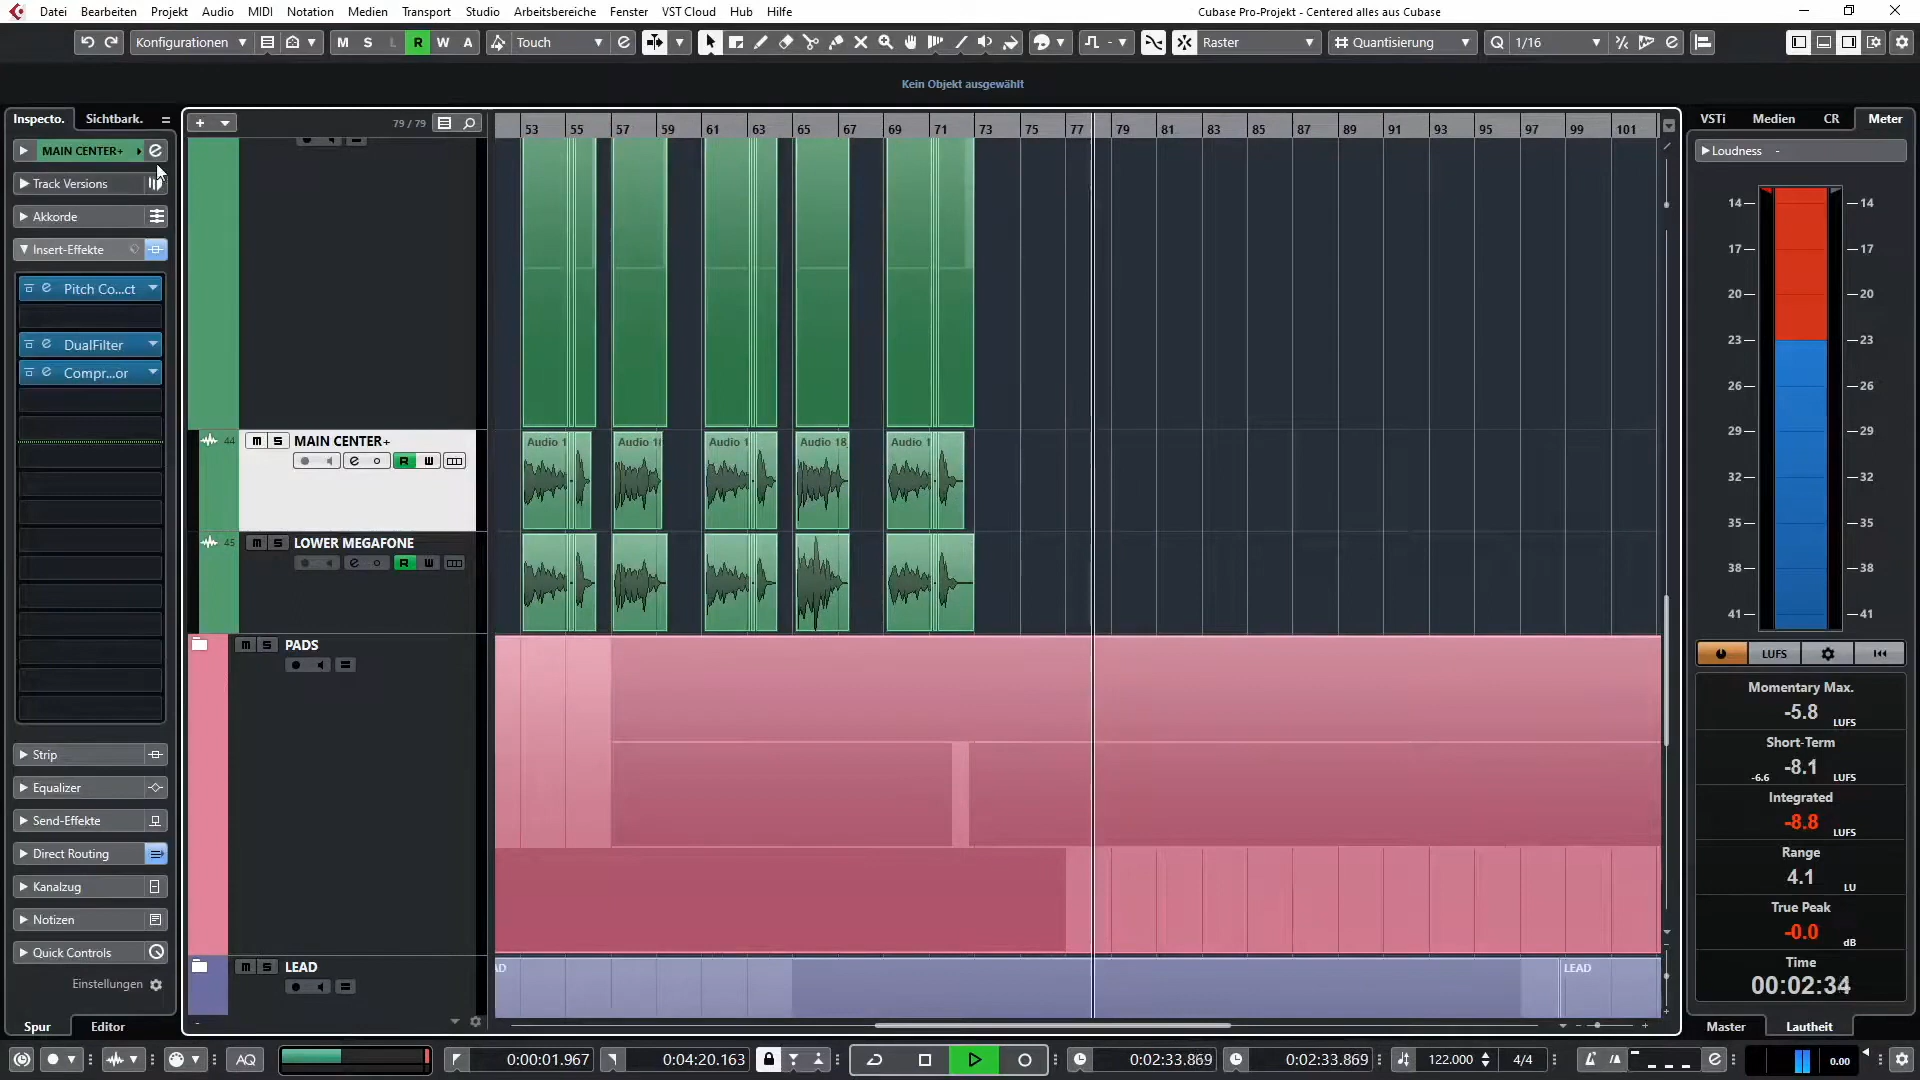 Datei Bearbeiten Projekt Audio MIDI Notation Medien Transport Studio Arbeitsbereiche Fenster VST Cloud Hub Hilfe
Cubase Pro-Projekt - Centered alles aus Cubase
Konfigurationen M S L R W A Touch Raster Quantisierung Q 1/16
Kein Objekt ausgewählt
Inspecto. Sichtbark.
79 / 79
53 55 57 59 61 63 65 67 69 71 73 75 77 79 81 83 85 87 89 91 93 95 97 99 101
VSTi Medien CR Meter
MAIN CENTER+
Loudness -
Track Versions
Akkorde
Insert-Effekte
Pitch Co...ct
DualFilter
Compr...or
Strip
Equalizer
Send-Effekte
Direct Routing
Kanalzug
Notizen
Quick Controls
Einstellungen
Spur Editor
44 M S MAIN CENTER+
R W
Audio 1 Audio 18 Audio 1 Audio 18 Audio 1
45 M S LOWER MEGAFONE
R W
M S PADS
M S LEAD
LEAD
14 14
17 17
20 20
23 23
26 26
29 29
32 32
35 35
38 38
41 41
LUFS
Momentary Max.
-5.8 LUFS
Short-Term
-6.6 -8.1 LUFS
Integrated
-8.8 LUFS
Range
4.1 LU
True Peak
-0.0 dB
Time
00:02:34
Master Lautheit
AQ 0:00:01.967 0:04:20.163 0:02:33.869 0:02:33.869 122.000 4/4 0.00